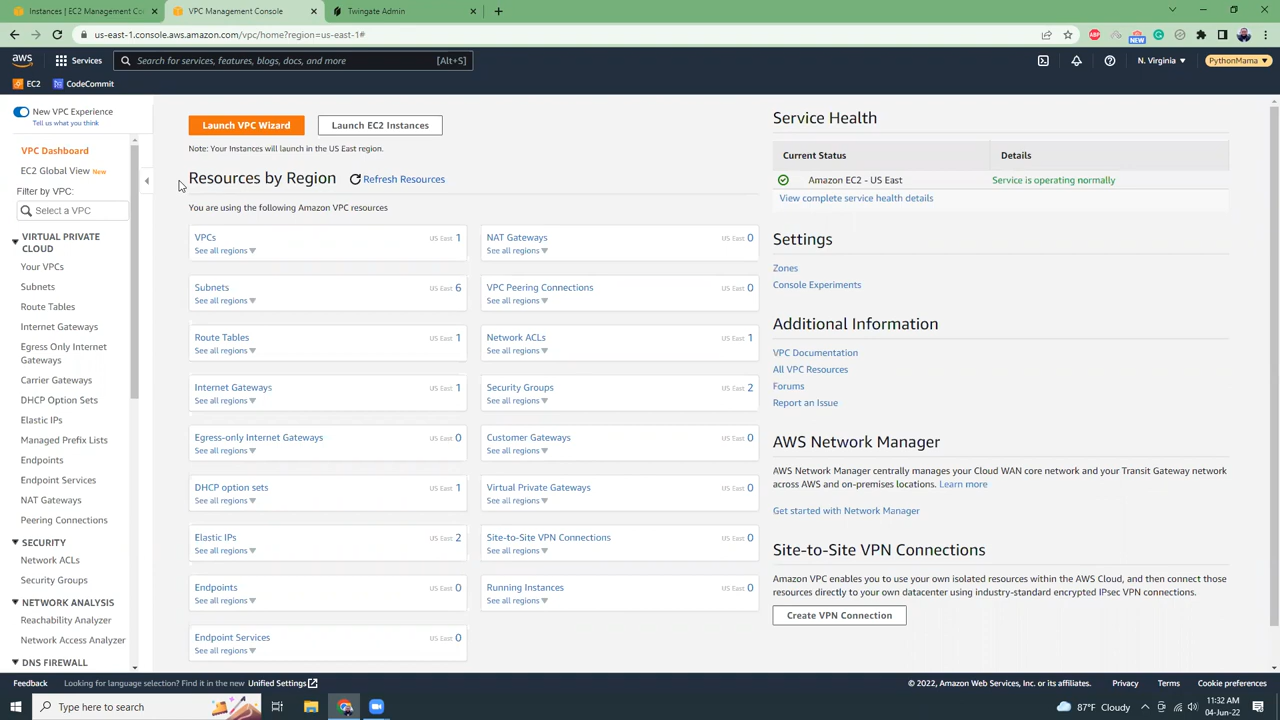 Instances | EC2 Management Con
VPC Management Console
Twingate Admin
us-east-1.console.aws.amazon.com/vpc/home?region=us-east-1#
ABP
NEW
aws
Services
Search for services, features, blogs, docs, and more
[Alt+S]
N. Virginia
PythonMama
EC2
CodeCommit
New VPC Experience
Tell us what you think
VPC Dashboard
EC2 Global View New
Filter by VPC:
Select a VPC
VIRTUAL PRIVATE
CLOUD
Your VPCs
Subnets
Route Tables
Internet Gateways
Egress Only Internet
Gateways
Carrier Gateways
DHCP Option Sets
Elastic IPs
Managed Prefix Lists
Endpoints
Endpoint Services
NAT Gateways
Peering Connections
SECURITY
Network ACLs
Security Groups
NETWORK ANALYSIS
Reachability Analyzer
Network Access Analyzer
DNS FIREWALL
Launch VPC Wizard
Launch EC2 Instances
Note: Your Instances will launch in the US East region.
Resources by Region
Refresh Resources
You are using the following Amazon VPC resources
VPCs US East 1
See all regions
NAT Gateways US East 0
See all regions
Subnets US East 6
See all regions
VPC Peering Connections US East 0
See all regions
Route Tables US East 1
See all regions
Network ACLs US East 1
See all regions
Internet Gateways US East 1
See all regions
Security Groups US East 2
See all regions
Egress-only Internet Gateways US East 0
See all regions
Customer Gateways US East 0
See all regions
DHCP option sets US East 1
See all regions
Virtual Private Gateways US East 0
See all regions
Elastic IPs US East 2
See all regions
Site-to-Site VPN Connections US East 0
See all regions
Endpoints US East 0
See all regions
Running Instances US East 0
See all regions
Endpoint Services US East 0
See all regions
Service Health
Current Status
Details
Amazon EC2 - US East
Service is operating normally
View complete service health details
Settings
Zones
Console Experiments
Additional Information
VPC Documentation
All VPC Resources
Forums
Report an Issue
AWS Network Manager
AWS Network Manager centrally manages your Cloud WAN core network and your Transit Gateway network
across AWS and on-premises locations. Learn more
Get started with Network Manager
Site-to-Site VPN Connections
Amazon VPC enables you to use your own isolated resources within the AWS Cloud, and then connect those
resources directly to your own datacenter using industry-standard encrypted IPsec VPN connections.
Create VPN Connection
Feedback
Looking for language selection? Find it in the new Unified Settings
© 2022, Amazon Web Services, Inc. or its affiliates.
Privacy
Terms
Cookie preferences
Type here to search
87°F Cloudy
11:32 AM
04-Jun-22